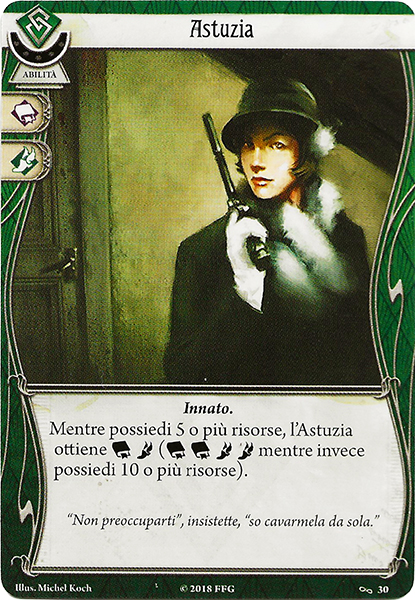 Astuzia
ABILITÀ
Innato.
Mentre possiedi 5 o più risorse, l'Astuzia
ottiene ( mentre invece
possiedi 10 o più risorse).
"Non preoccuparti", insistette, "so cavarmela da sola."
Illus. Michel Koch © 2018 FFG 30